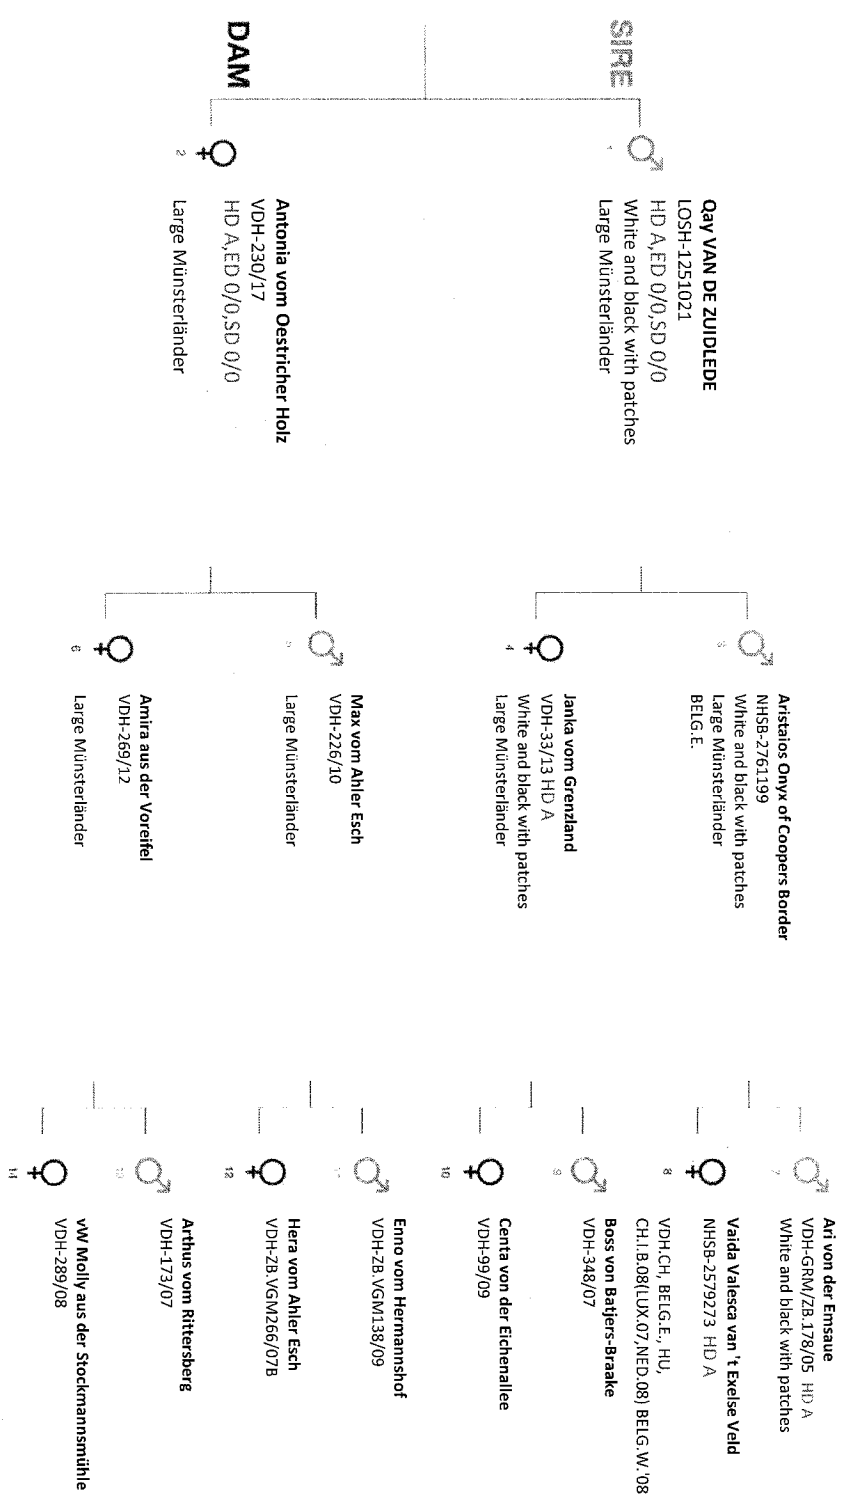 SIRE
1
Qay VAN DE ZUIDLEDE
LOSH-1251021
HD A,ED 0/0,SD 0/0
White and black with patches
Large Münsterländer
DAM
2
Antonia vom Oestricher Holz
VDH-230/17
HD A,ED 0/0,SD 0/0
Large Münsterländer
3
Aristaios Onyx of Coopers Border
NHSB-2761199
White and black with patches
Large Münsterländer
BELG.E.
4
Janka vom Grenzland
VDH-33/13 HD A
White and black with patches
Large Münsterländer
5
Max vom Ahler Esch
VDH-226/10
Large Münsterländer
6
Amira aus der Voreifel
VDH-269/12
Large Münsterländer
7
Ari von der Emsaue
VDH-GRM/ZB.178/05 HD A
White and black with patches
8
Vaida Valesca van 't Exelse Veld
NHSB-2579273 HD A
VDH.CH, BELG.E., HU,
CH.I.B.08(LUX.07,NED.08) BELG.W.'08
9
Boss von Batjers-Braake
VDH-348/07
10
Centa von der Eichenallee
VDH-99/09
Enno vom Hermannshof
VDH-ZB.VGM138/09
12
Hera vom Ahler Esch
VDH-ZB.VGM266/07B
13
Arthus vom Rittersberg
VDH-173/07
14
vW Molly aus der Stockmannsmühle
VDH-289/08